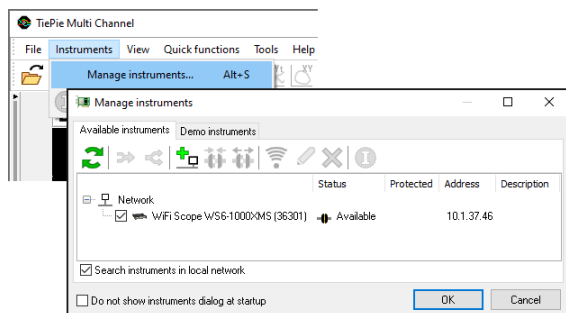 TiePie Multi Channel
File Instruments View Quick functions Tools Help
Manage instruments... Alt+S
Manage instruments
Available instruments Demo instruments
Status Protected Address Description
Network
WiFi Scope WS6-1000XMS (36301) Available 10.1.37.46
Search instruments in local network
Do not show instruments dialog at startup OK Cancel